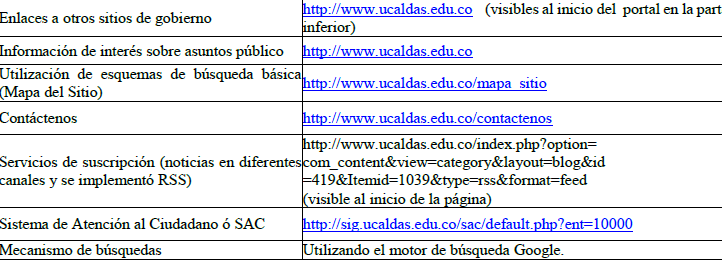 Enlaces a otros sitios de gobierno
http://www.ucaldas.edu.co (visibles al inicio del portal en la part
inferior)
Información de interés sobre asuntos público
http://www.ucaldas.edu.co
Utilización de esquemas de búsqueda básica
(Mapa del Sitio)
http://www.ucaldas.edu.co/mapa_sitio
Contáctenos
http://www.ucaldas.edu.co/contactenos
Servicios de suscripción (noticias en diferentes
canales y se implementó RSS)
http://www.ucaldas.edu.co/index.php?option=
com_content&view=category&layout=blog&id
=419&Itemid=1039&type=rss&format=feed
(visible al inicio de la página)
Sistema de Atención al Ciudadano ó SAC
http://sig.ucaldas.edu.co/sac/default.php?ent=10000
Mecanismo de búsquedas
Utilizando el motor de búsqueda Google.